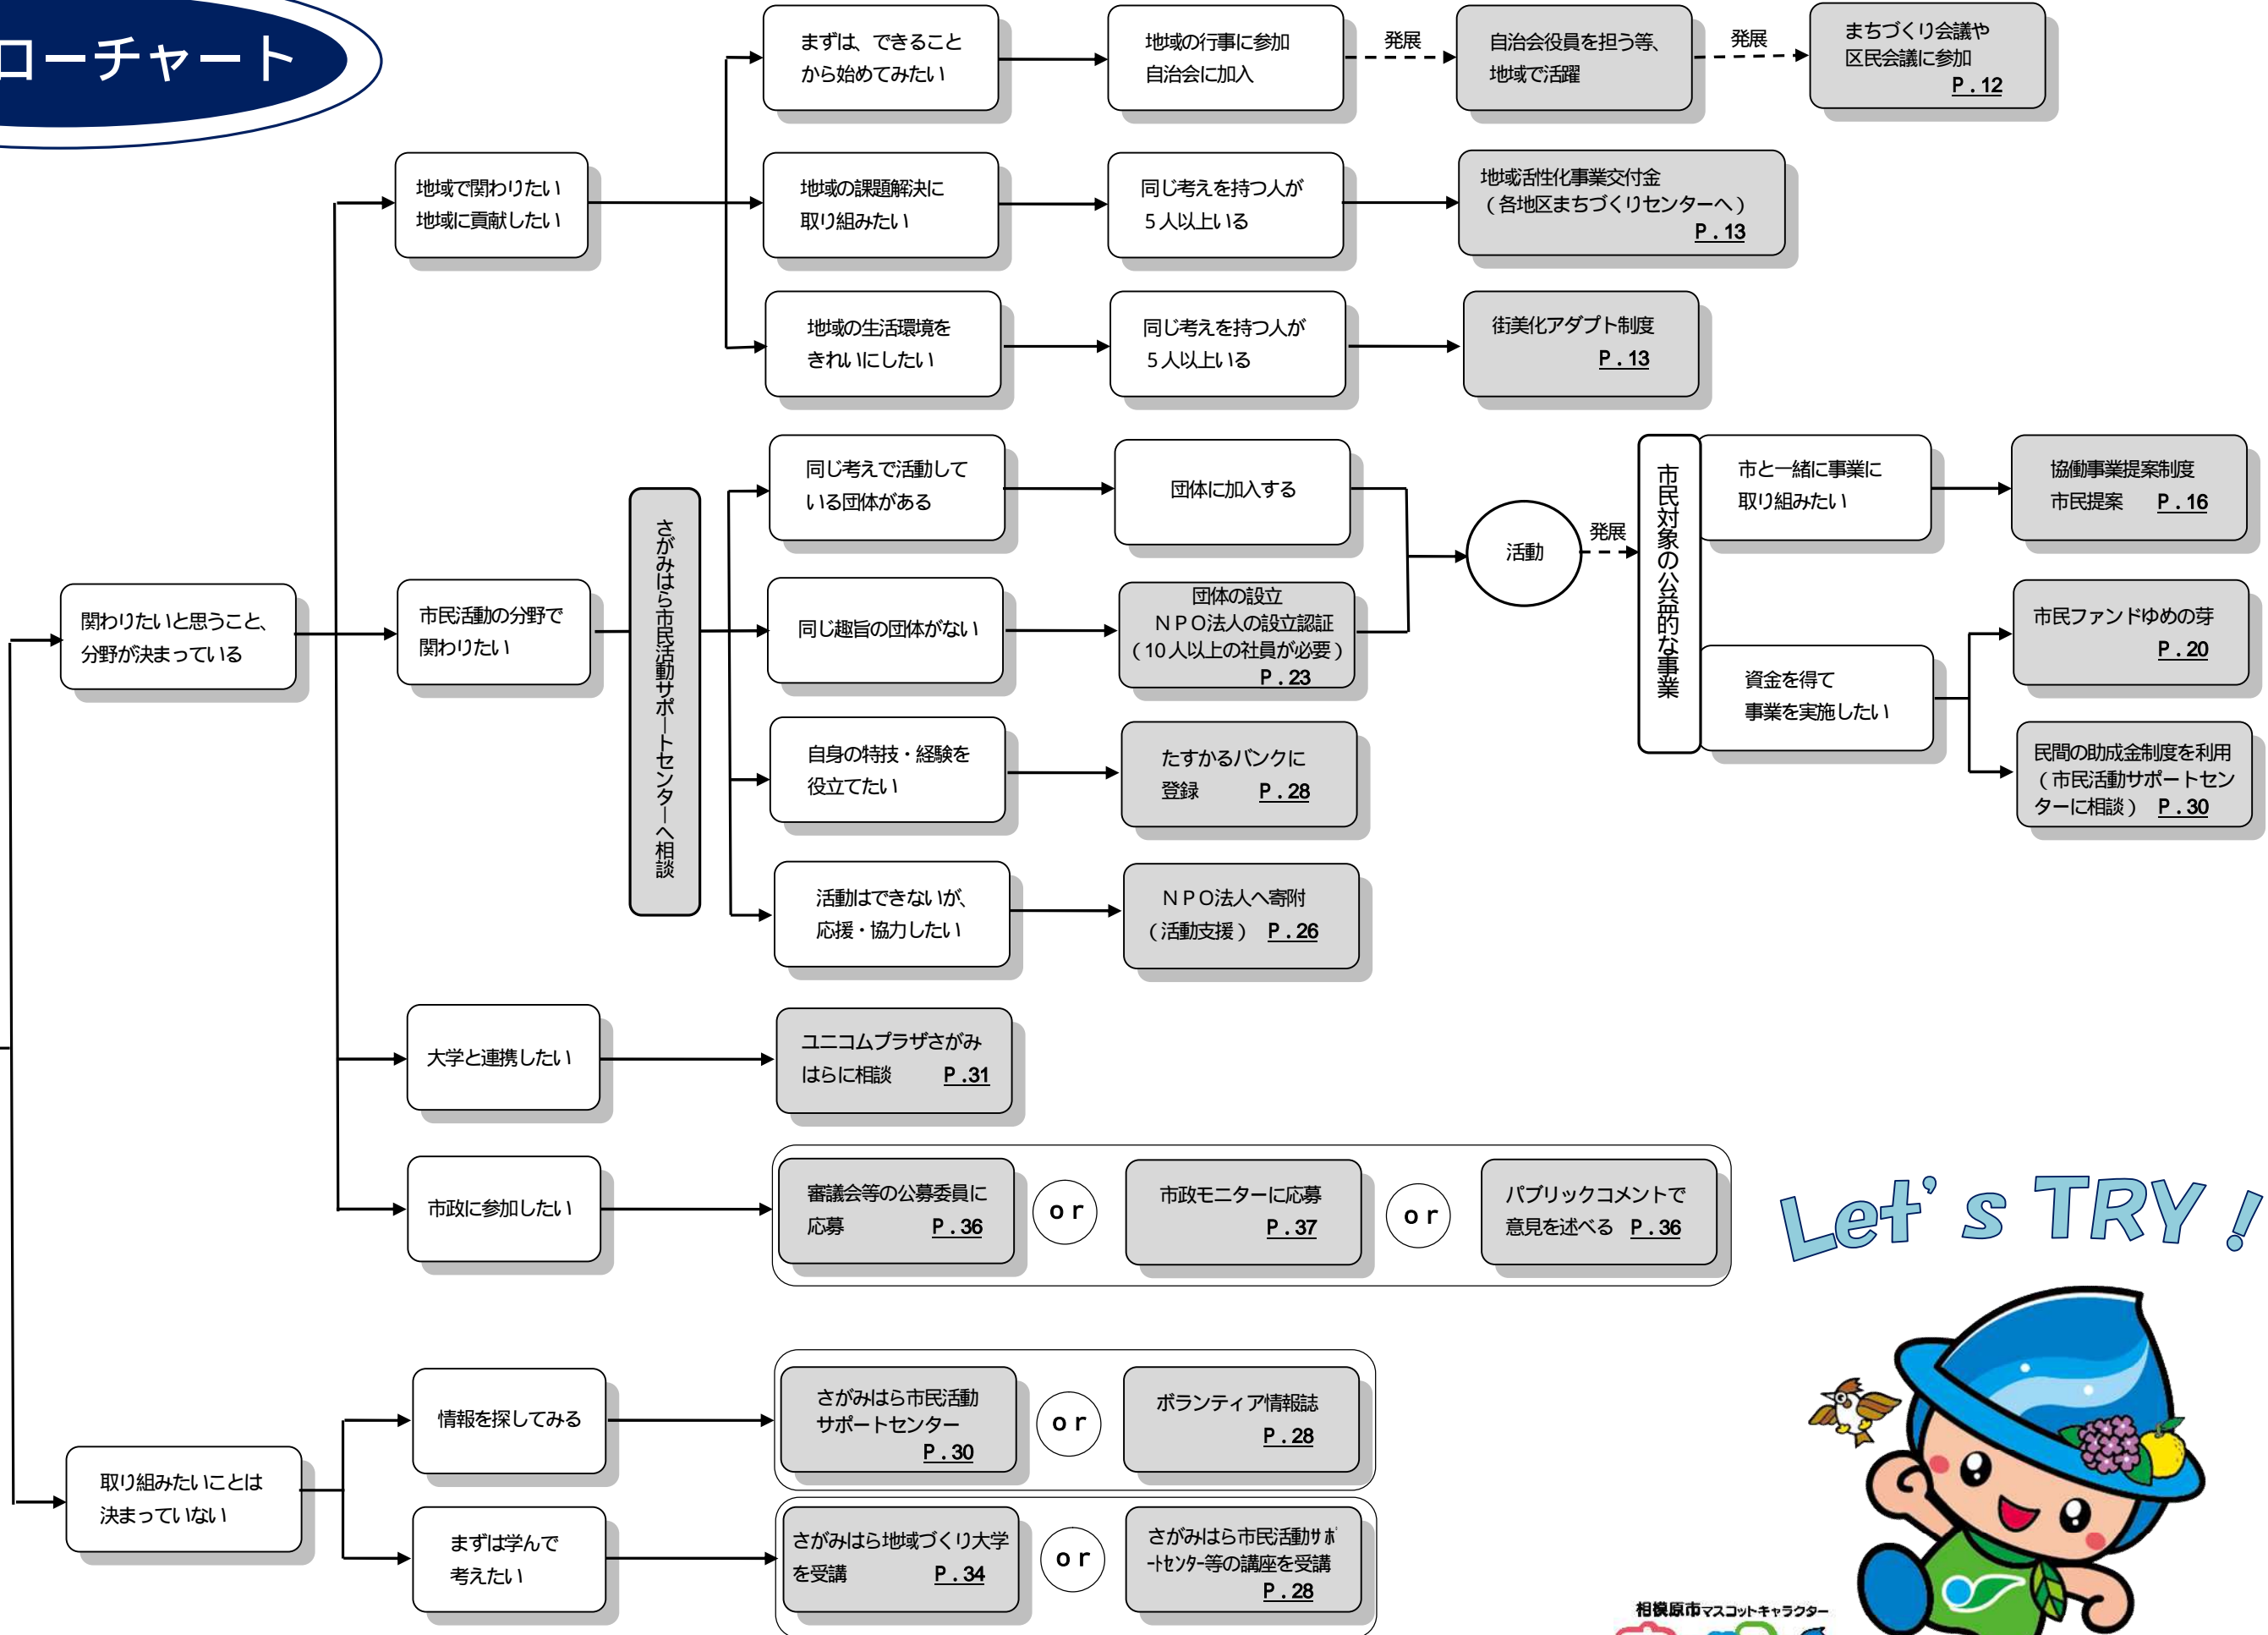 ローチャート
まずは、できること
から始めてみたい
地域の行事に参加
自治会に加入
発展
自治会役員を担う等、
地域で活躍
発展
まちづくり会議や
区民会議に参加
P．12
地域で関わりたい
地域に貢献したい
地域の課題解決に
取り組みたい
同じ考えを持つ人が
5人以上いる
地域活性化事業交付金
（各地区まちづくりセンターへ）
P．13
地域の生活環境を
きれいにしたい
同じ考えを持つ人が
5人以上いる
街美化アダプト制度
P．13
関わりたいと思うこと、
分野が決まっている
市民活動の分野で
関わりたい
さがみはら市民活動サポートセンターへ相談
同じ考えで活動して
いる団体がある
団体に加入する
同じ趣旨の団体がない
団体の設立
ＮＰＯ法人の設立認証
（10人以上の社員が必要）
P．23
活動
発展
市民対象の公益的な事業
市と一緒に事業に
取り組みたい
協働事業提案制度
市民提案　P．16
資金を得て
事業を実施したい
市民ファンドゆめの芽
P．20
民間の助成金制度を利用
（市民活動サポートセン
ターに相談）　P．30
自身の特技・経験を
役立てたい
たすかるバンクに
登録　P．28
活動はできないが、
応援・協力したい
ＮＰＯ法人へ寄附
（活動支援）　P．26
大学と連携したい
ユニコムプラザさがみ
はらに相談　P.31
市政に参加したい
審議会等の公募委員に
応募　P．36
or
市政モニターに応募
P．37
or
パブリックコメントで
意見を述べる　P．36
Let's TRY！
取り組みたいことは
決まっていない
情報を探してみる
さがみはら市民活動
サポートセンター
P．30
or
ボランティア情報誌
P．28
まずは学んで
考えたい
さがみはら地域づくり大学
を受講　P．34
or
さがみはら市民活動ｻﾎﾟ
ｰﾄｾﾝﾀｰ等の講座を受講
P．28
相模原市マスコットキャラクター